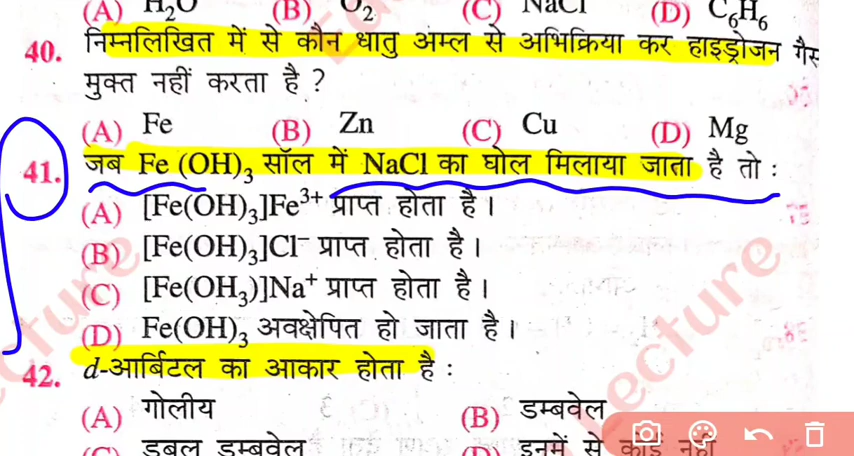 (A) H₂O (B) O₂ (C) NaCl (D) C₆H₆
40. निम्नलिखित में से कौन धातु अम्ल से अभिक्रिया कर हाइड्रोजन गैस
मुक्त नहीं करता है ?
(A) Fe (B) Zn (C) Cu (D) Mg
41. जब Fe (OH)₃ सॉल में NaCl का घोल मिलाया जाता है तो :
(A) [Fe(OH)₃]Fe³⁺ प्राप्त होता है।
(B) [Fe(OH)₃]Cl⁻ प्राप्त होता है।
(C) [Fe(OH₃)]Na⁺ प्राप्त होता है।
(D) Fe(OH)₃ अवक्षेपित हो जाता है।
42. d-आर्बिटल का आकार होता है :
(A) गोलीय (B) डम्बवेल
(C) डबल डम्बवेल (D) इनमें से कोई नहीं